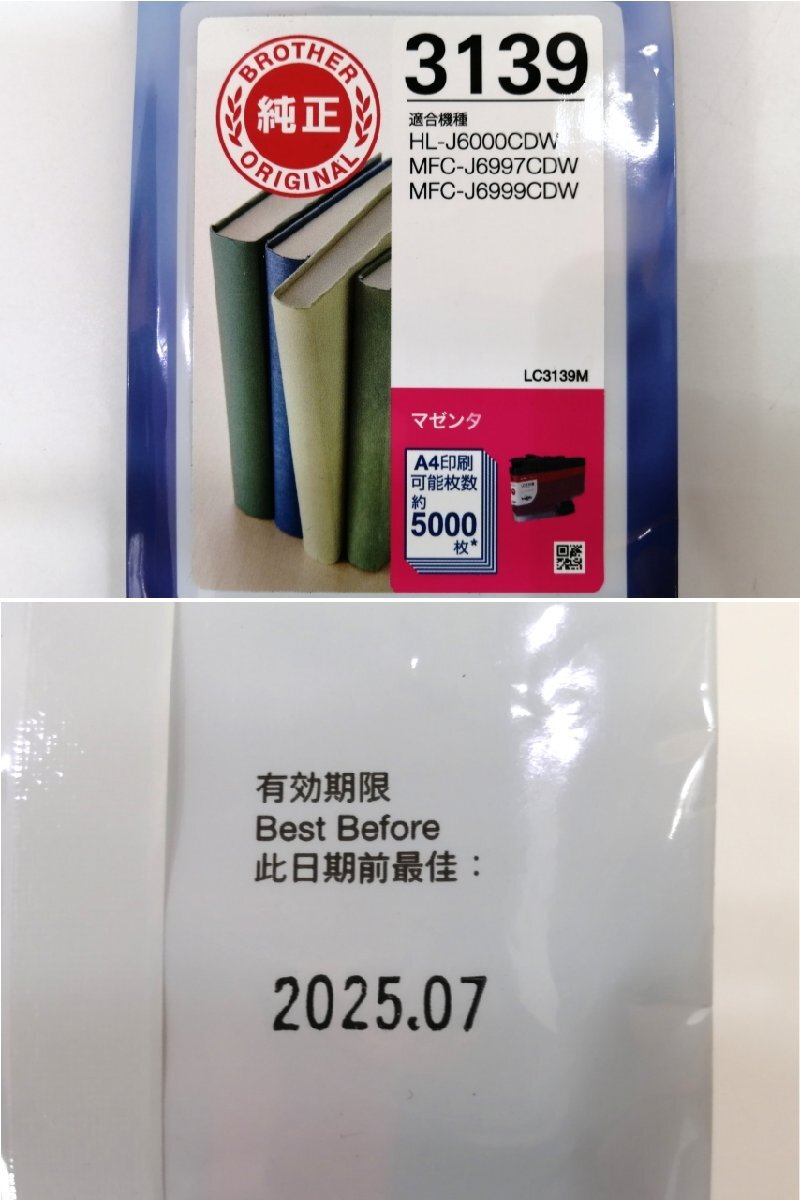 BROTHER
純正
ORIGINAL
3139
適合機種
HL-J6000CDW
MFC-J6997CDW
MFC-J6999CDW
LC3139M
マゼンタ
A4印刷
可能枚数
約
5000
枚*
有効期限
Best Before
此日期前最佳：
2025.07